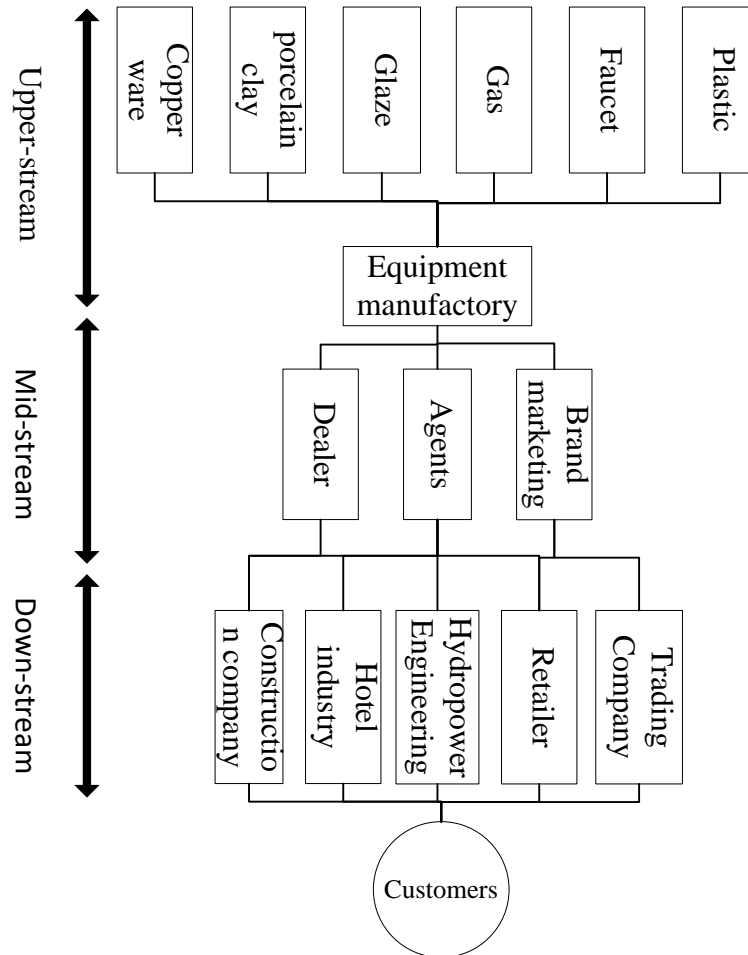 Upper-stream
Copper
ware
porcelain
clay
Glaze
Gas
Faucet
Plastic
Equipment
manufactory
Mid-stream
Dealer
Agents
Brand
marketing
Down-stream
Constructio
n company
Hotel
industry
Hydropower
Engineering
Retailer
Trading
Company
Customers